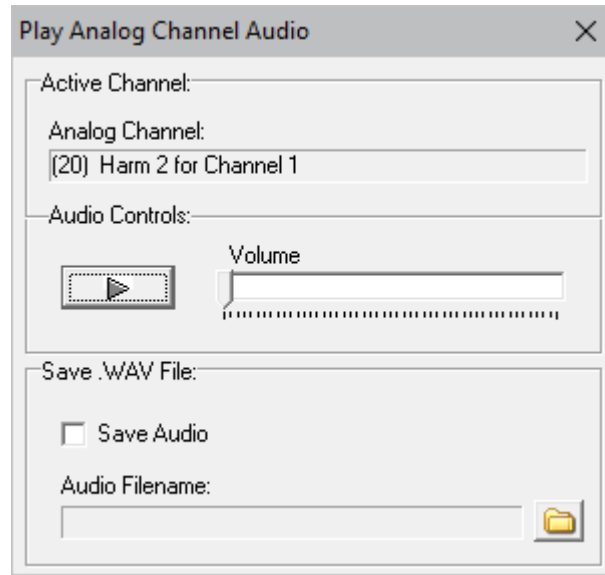 Play Analog Channel Audio
Active Channel:
Analog Channel:
(20) Harm 2 for Channel 1
Audio Controls:
Volume
Save .WAV File:
Save Audio
Audio Filename: